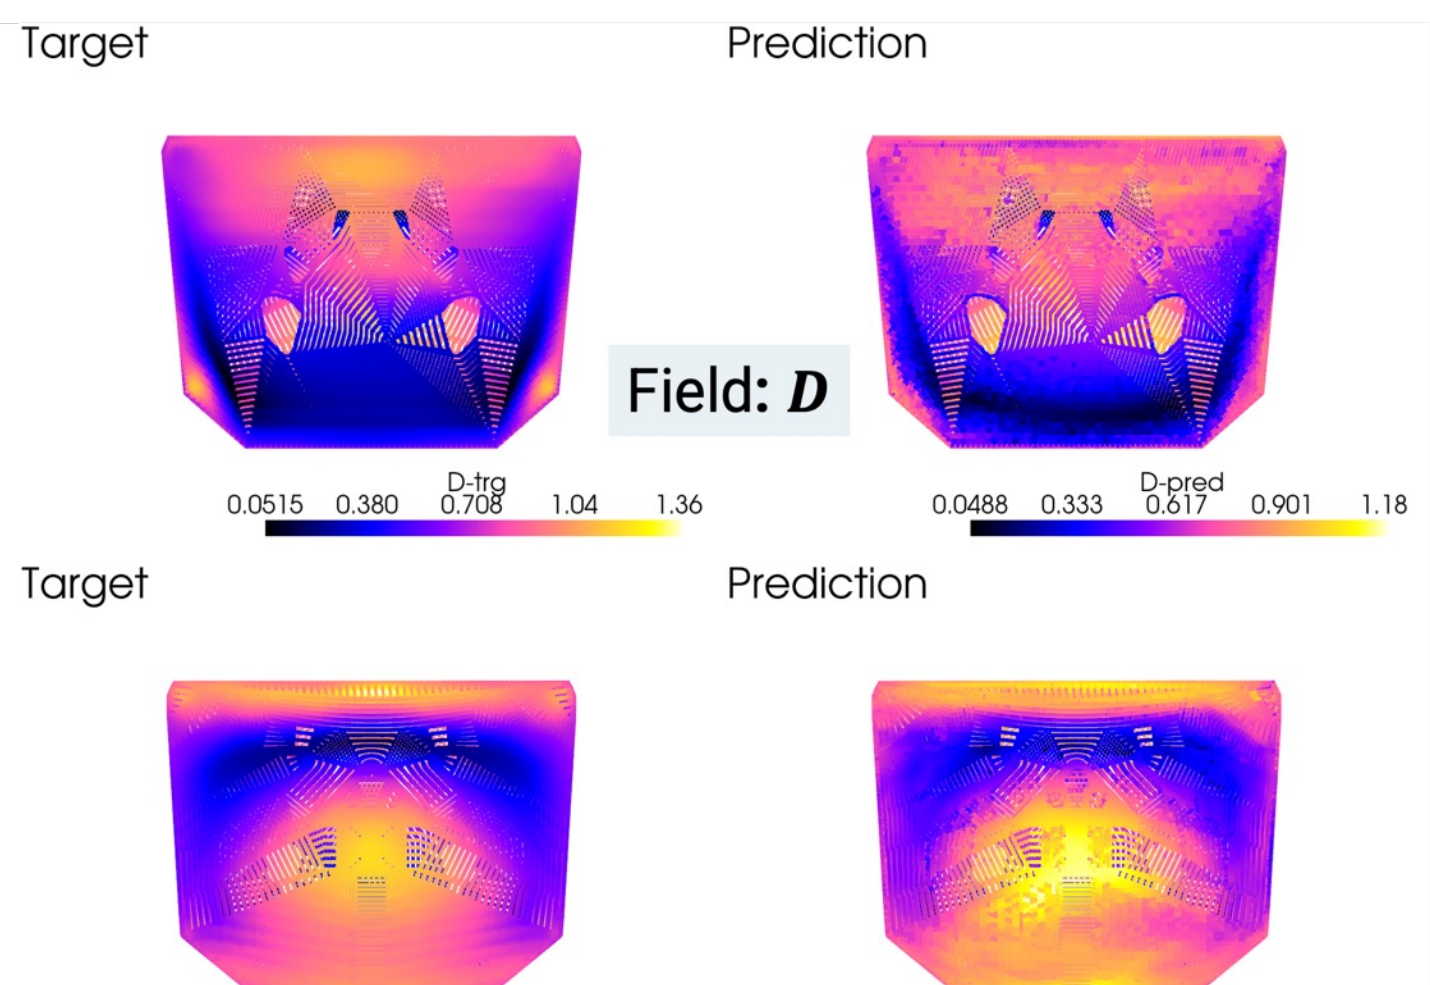 Target
Prediction
Field: D
D-trg
0.0515 0.380 0.708 1.04 1.36
D-pred
0.0488 0.333 0.617 0.901 1.18
Target
Prediction